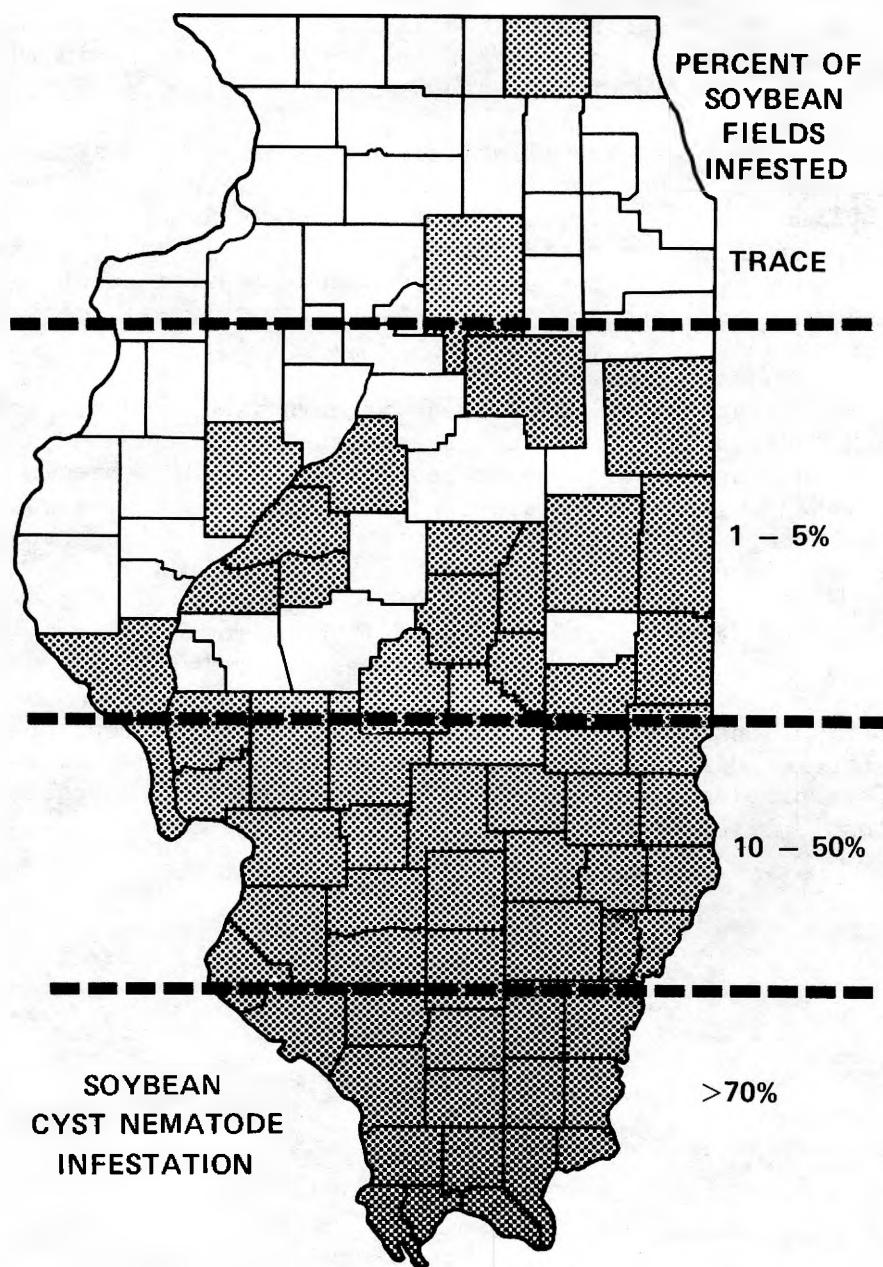 PERCENT OF
SOYBEAN
FIELDS
INFESTED
TRACE
1 – 5%
10 – 50%
>70%
SOYBEAN
CYST NEMATODE
INFESTATION